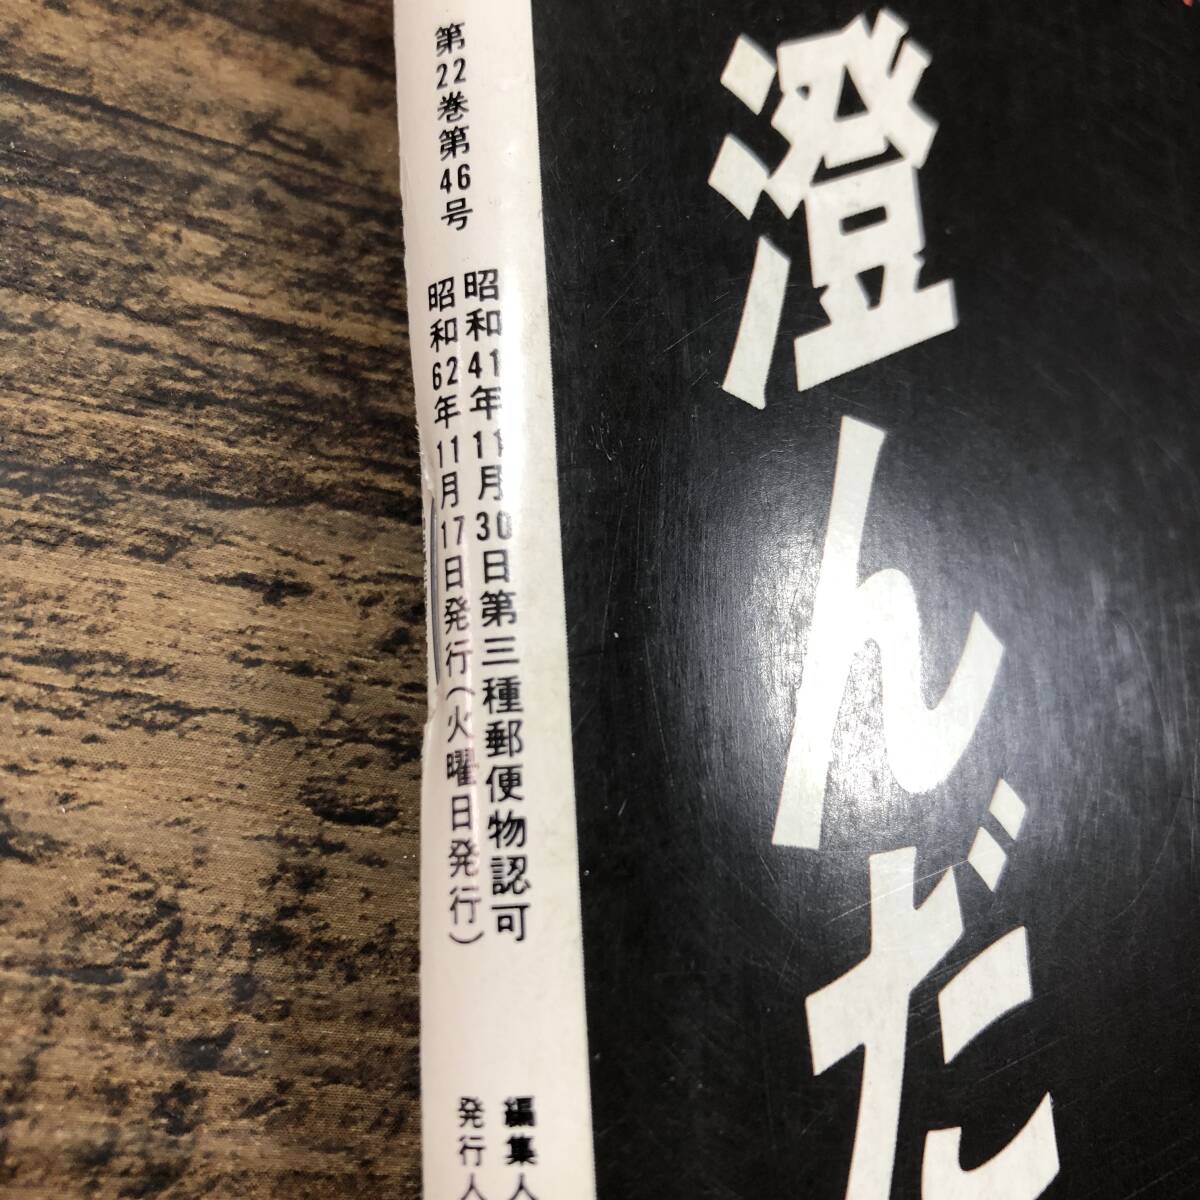 澄んだ
第22巻第46号
昭和41年11月30日第三種郵便物認可
昭和62年11月17日発行(火曜日発行)
編集人
発行人